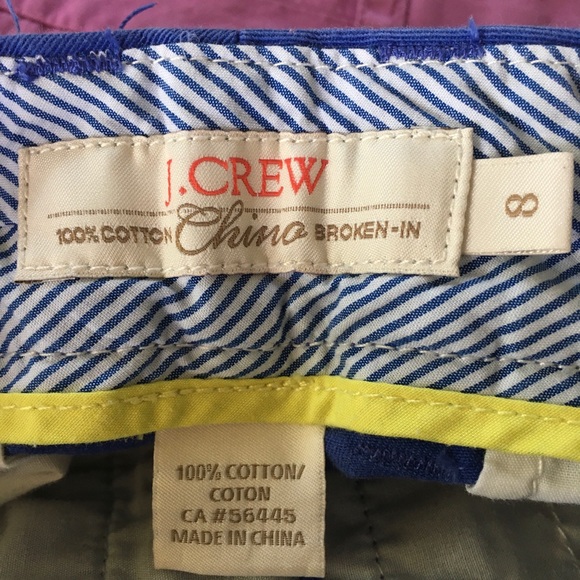 J.CREW
100% COTTON Chino BROKEN-IN
8
100% COTTON/
COTON
CA #56445
MADE IN CHINA